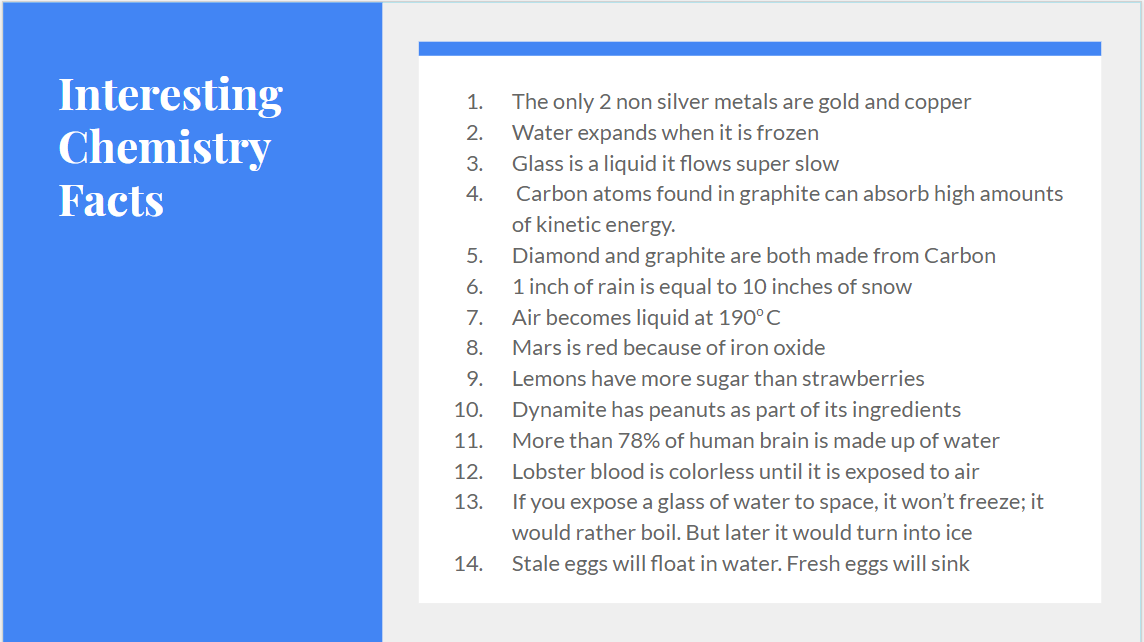 Interesting
Chemistry
Facts
1. The only 2 non silver metals are gold and copper
2. Water expands when it is frozen
3. Glass is a liquid it flows super slow
4. Carbon atoms found in graphite can absorb high amounts
of kinetic energy.
5. Diamond and graphite are both made from Carbon
6. 1 inch of rain is equal to 10 inches of snow
7. Air becomes liquid at 190ºC
8. Mars is red because of iron oxide
9. Lemons have more sugar than strawberries
10. Dynamite has peanuts as part of its ingredients
11. More than 78% of human brain is made up of water
12. Lobster blood is colorless until it is exposed to air
13. If you expose a glass of water to space, it won’t freeze; it
would rather boil. But later it would turn into ice
14. Stale eggs will float in water. Fresh eggs will sink